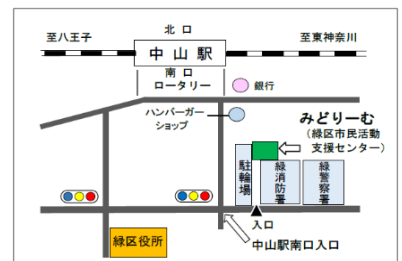 北 口
至八王子
中 山 駅
至東神奈川
南 口
ロータリー
銀行
ハンバーガー
ショップ
みどりーむ
(緑区市民活動
支援センター)
駐輪場
緑消防署
緑警察署
入口
緑区役所
中山駅南口入口